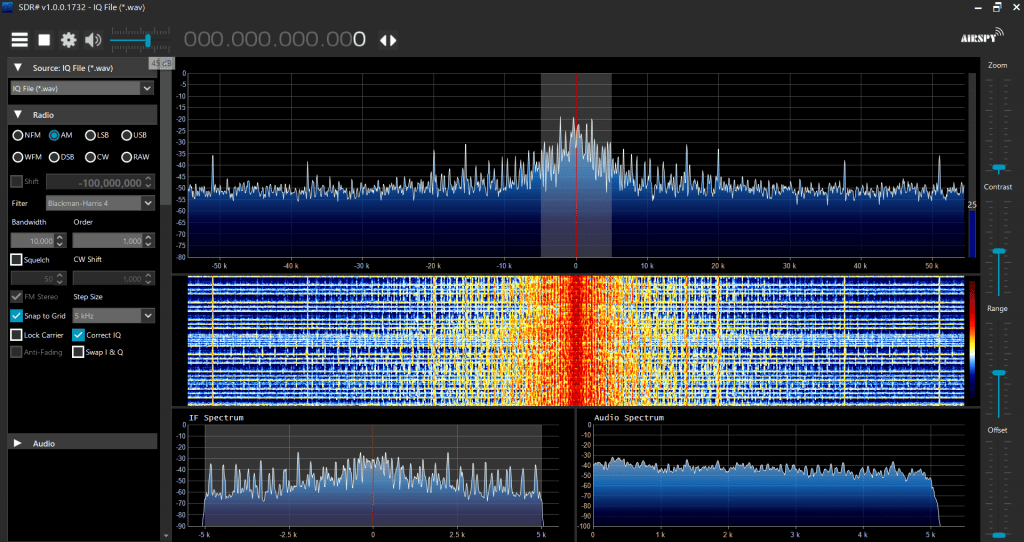 SDR# v1.0.0.1732 - IQ File (*.wav)
000.000.000.000
AIRSPY
45 dB
Source: IQ File (*.wav)
IQ File (*.wav)
Radio
NFM AM LSB USB
WFM DSB CW RAW
Shift -100,000,000
Filter Blackman-Harris 4
Bandwidth Order
10,000 1,000
Squelch CW Shift
50 1,000
FM Stereo Step Size
Snap to Grid 5 kHz
Lock Carrier Correct IQ
Anti-Fading Swap I & Q
Audio
0
-5
-10
-15
-20
-25
-30
-35
-40
-45
-50
-55
-60
-65
-70
-75
-80
-50 k -40 k -30 k -20 k -10 k 0 10 k 20 k 30 k 40 k 50 k
25
Zoom
Contrast
Range
Offset
IF Spectrum
0
-10
-20
-30
-40
-50
-60
-70
-80
-90
-5 k -2.5 k 0 2.5 k 5 k
Audio Spectrum
0
-10
-20
-30
-40
-50
-60
-70
-80
-90
-100
0 1 k 2 k 3 k 4 k 5 k